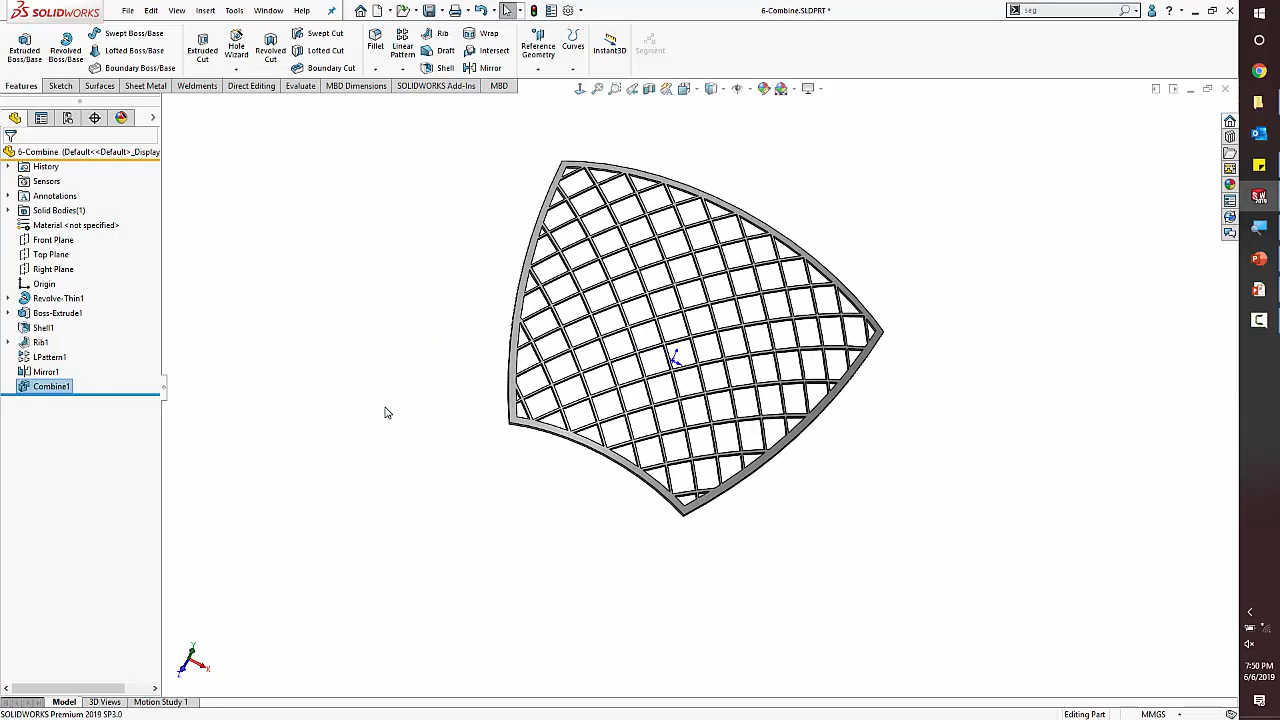 SOLIDWORKS
File
Edit
View
Insert
Tools
Window
Help
6-Combine.SLDPRT *
seg
?
Extruded Boss/Base
Revolved Boss/Base
Swept Boss/Base
Lofted Boss/Base
Boundary Boss/Base
Extruded Cut
Hole Wizard
Revolved Cut
Swept Cut
Lofted Cut
Boundary Cut
Fillet
Linear Pattern
Rib
Draft
Shell
Wrap
Intersect
Mirror
Reference Geometry
Curves
Instant3D
Segment
Features
Sketch
Surfaces
Sheet Metal
Weldments
Direct Editing
Evaluate
MBD Dimensions
SOLIDWORKS Add-Ins
MBD
6-Combine (Default<<Default>_Display
History
Sensors
Annotations
Solid Bodies(1)
Material <not specified>
Front Plane
Top Plane
Right Plane
Origin
Revolve-Thin1
Boss-Extrude1
Shell1
Rib1
LPattern1
Mirror1
Combine1
Y
X
Z
Model
3D Views
Motion Study 1
SOLIDWORKS Premium 2019 SP3.0
Editing Part
MMGS
7:50 PM
6/6/2019